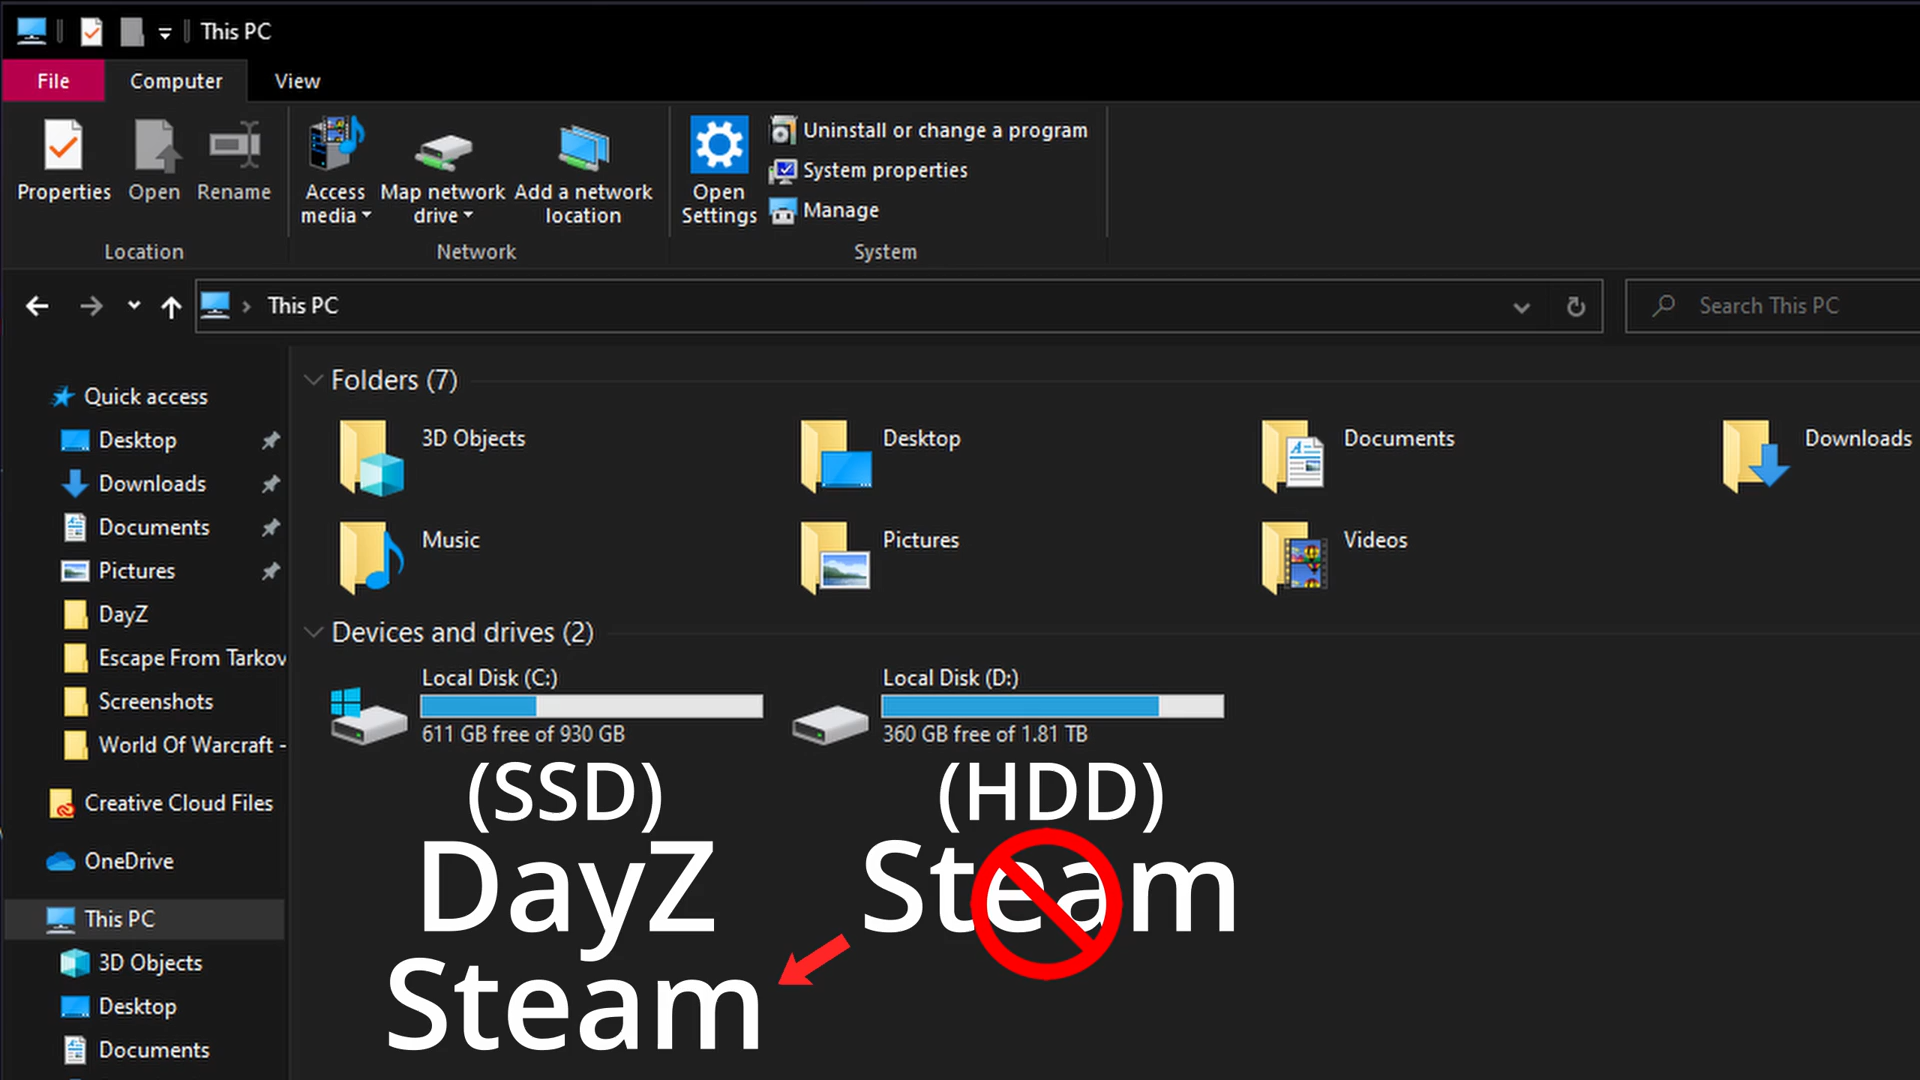 This PC
File Computer View
Properties Open Rename Access media Map network drive Add a network location Open Settings Uninstall or change a program
System properties
Manage
Location Network System
This PC Search This PC
Quick access
Desktop
Downloads
Documents
Pictures
DayZ
Escape From Tarkov
Screenshots
World Of Warcraft -
Creative Cloud Files
OneDrive
This PC
3D Objects
Desktop
Documents
Folders (7)
3D Objects Desktop Documents Downloads
Music Pictures Videos
Devices and drives (2)
Local Disk (C:) Local Disk (D:)
611 GB free of 930 GB 360 GB free of 1.81 TB
(SSD) (HDD)
DayZ Steam
Steam